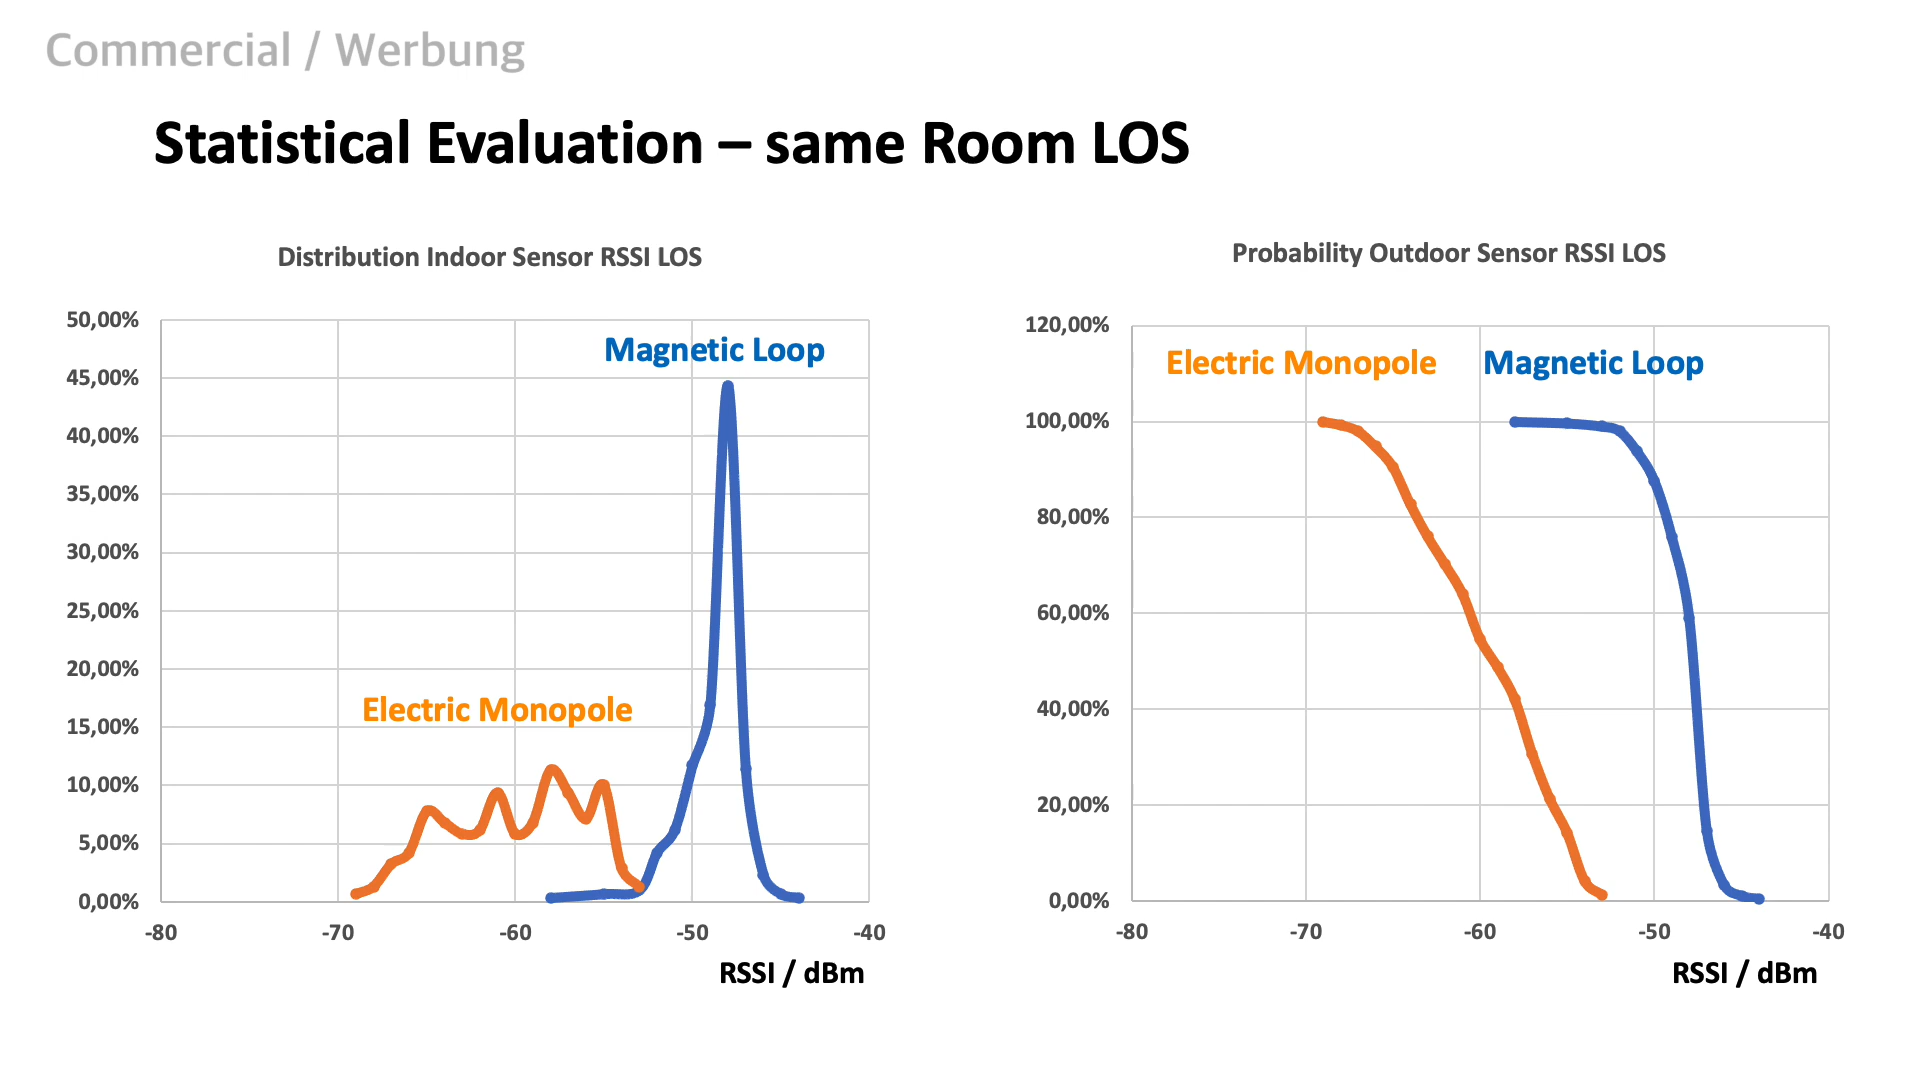 Commercial / Werbung
Statistical Evaluation – same Room LOS
Distribution Indoor Sensor RSSI LOS
50,00%
45,00%
40,00%
35,00%
30,00%
25,00%
20,00%
15,00%
10,00%
5,00%
0,00%
Magnetic Loop
Electric Monopole
-80 -70 -60 -50 -40
RSSI / dBm
Probability Outdoor Sensor RSSI LOS
120,00%
100,00%
80,00%
60,00%
40,00%
20,00%
0,00%
Electric Monopole Magnetic Loop
-80 -70 -60 -50 -40
RSSI / dBm